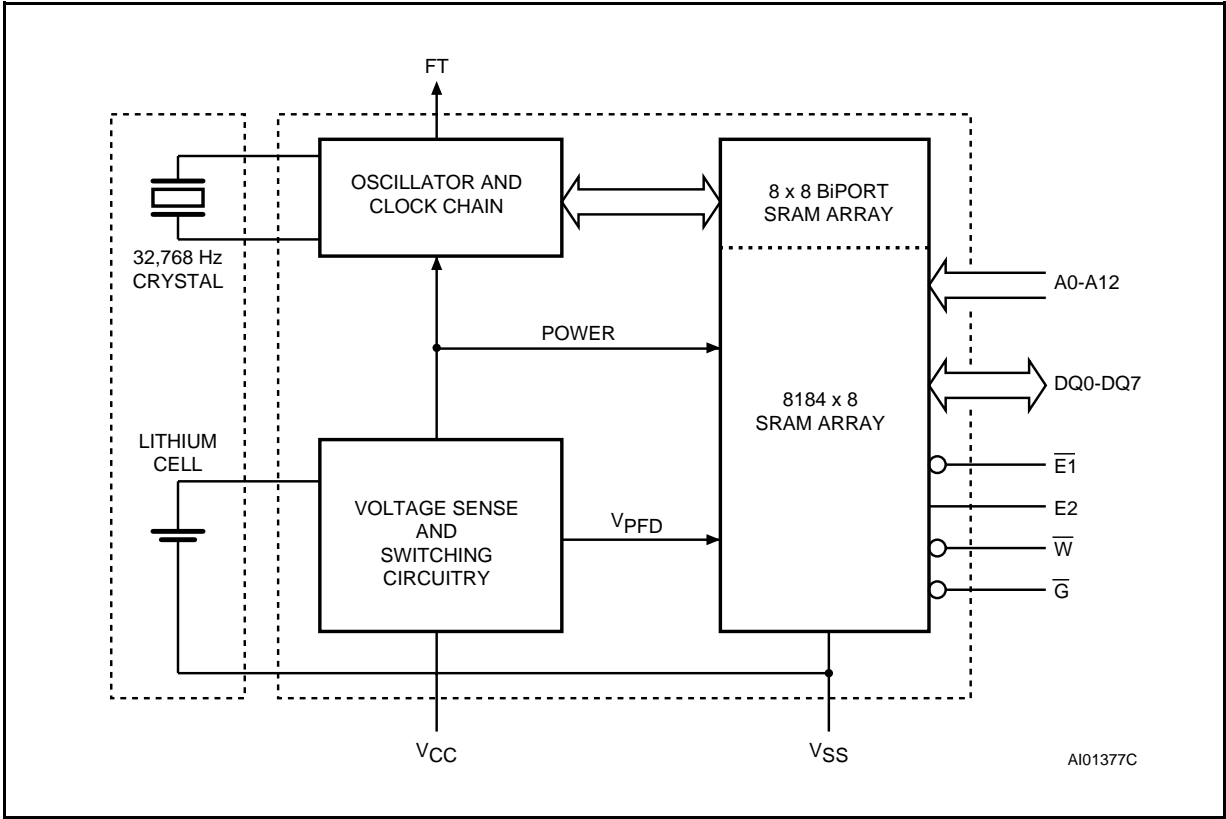 FT
OSCILLATOR AND
CLOCK CHAIN
8 x 8 BiPORT
SRAM ARRAY
32,768 Hz
CRYSTAL
A0-A12
POWER
DQ0-DQ7
8184 x 8
SRAM ARRAY
LITHIUM
CELL
E1
VOLTAGE SENSE
AND
SWITCHING
CIRCUITRY
VPFD
E2
W
G
VCC
VSS
AI01377C